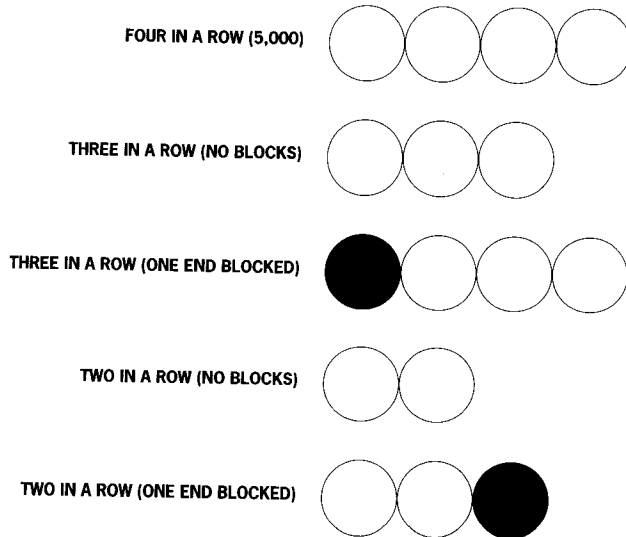 FOUR IN A ROW (5,000)
THREE IN A ROW (NO BLOCKS)
THREE IN A ROW (ONE END BLOCKED)
TWO IN A ROW (NO BLOCKS)
TWO IN A ROW (ONE END BLOCKED)